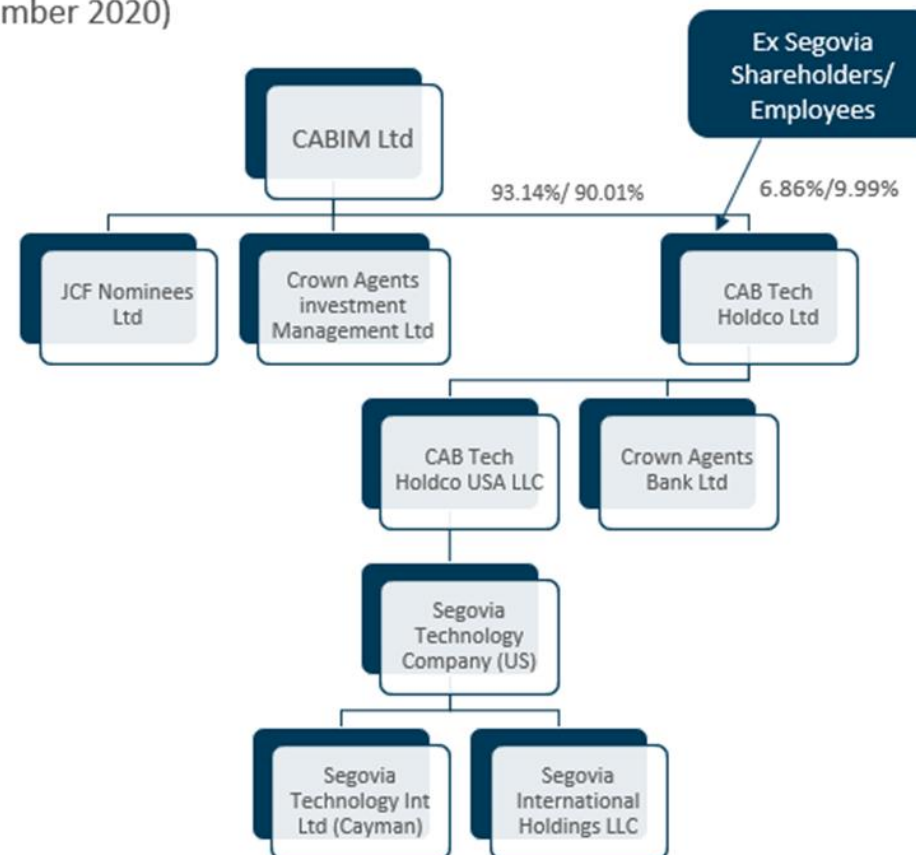 mber 2020)
Ex Segovia
Shareholders/
Employees
CABIM Ltd
93.14%/ 90.01%
6.86%/9.99%
JCF Nominees
Ltd
Crown Agents
investment
Management Ltd
CAB Tech
Holdco Ltd
CAB Tech
Holdco USA LLC
Crown Agents
Bank Ltd
Segovia
Technology
Company (US)
Segovia
Technology Int
Ltd (Cayman)
Segovia
International
Holdings LLC